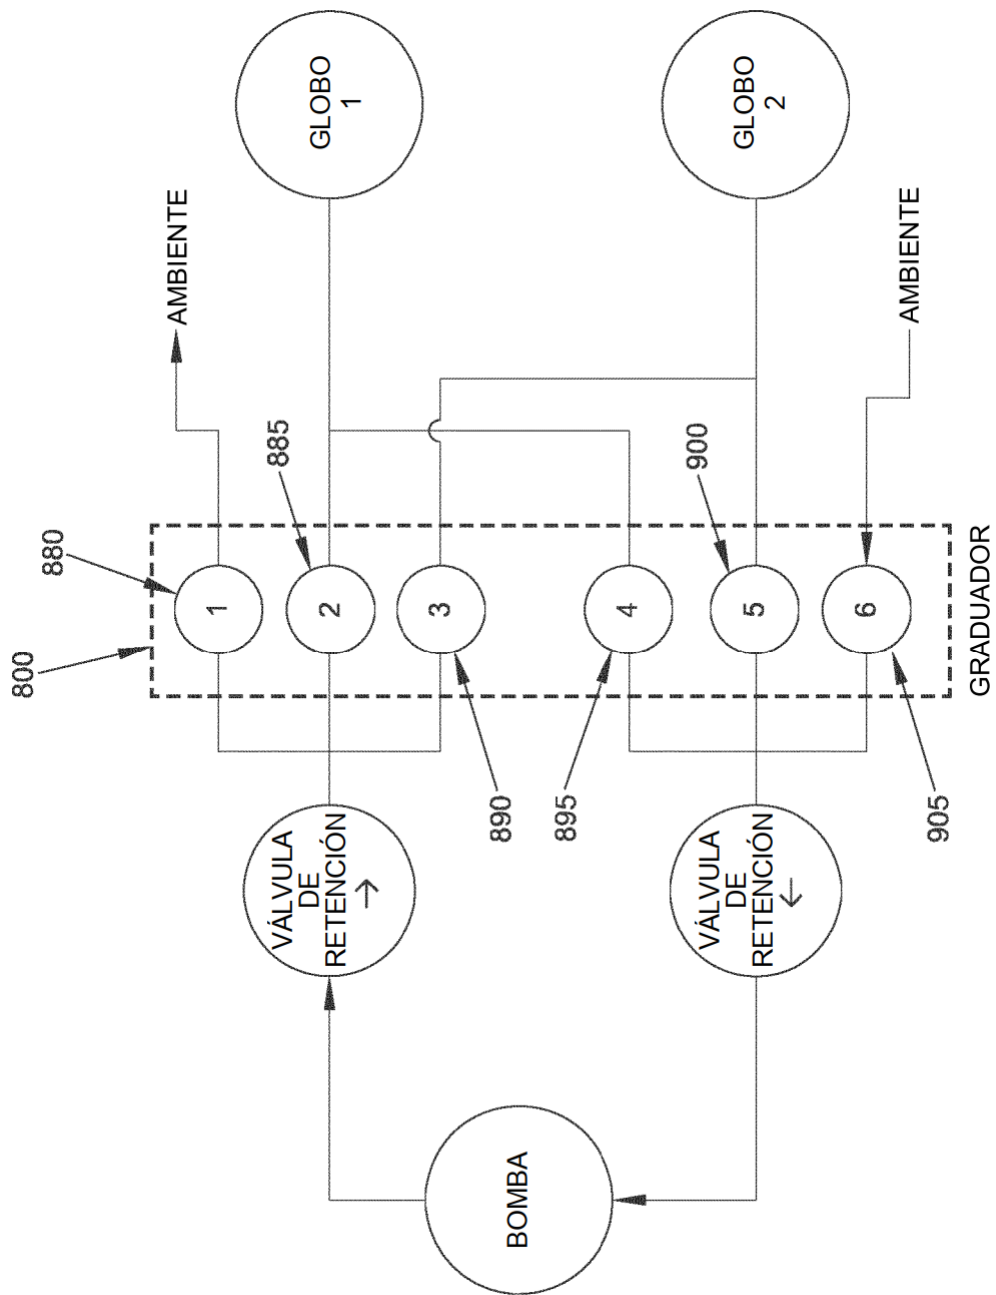 800
880
885
890
895
900
905
BOMBA
VÁLVULA
DE
RETENCIÓN
→
VÁLVULA
DE
RETENCIÓN
←
1
2
3
4
5
6
GRADUADOR
AMBIENTE
AMBIENTE
GLOBO
1
GLOBO
2